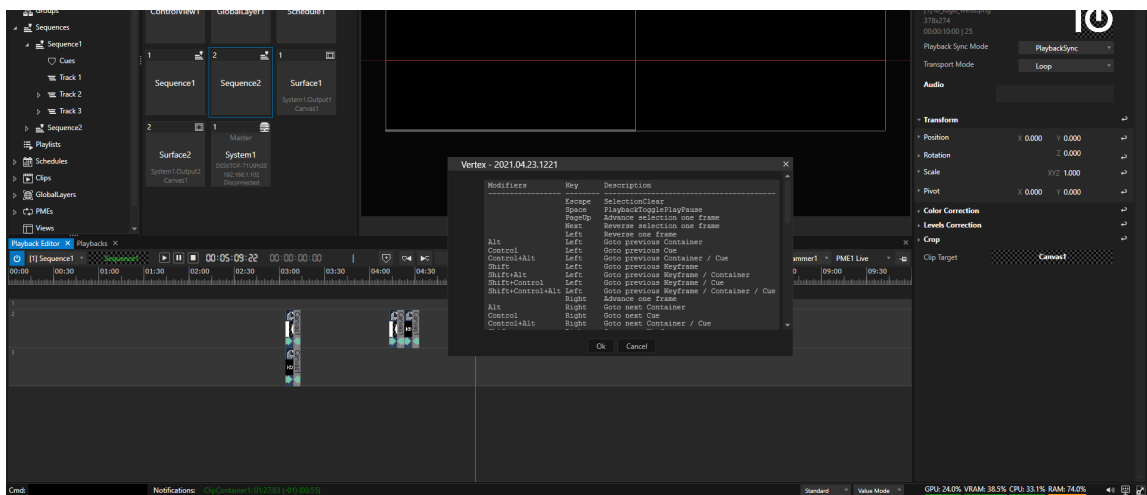 Groups
ControlView1
GlobalLayer1
Schedule1
378x274
00:00:10:00 | 25
Sequences
Sequence1
Cues
Track 1
Track 2
Track 3
Sequence2
Playlists
Schedules
Clips
GlobalLayers
PMEs
Views
1
2
1
Sequence1
Sequence2
Surface1
System1.Output1
Canvas1
2
1
Master
Surface2
System1
System1.Output2
Canvas1
192.168.1.102
Disconnected
Playback Sync Mode PlaybackSync
Transport Mode Loop
Audio
Transform
Position X 0.000 Y 0.000
Rotation Z 0.000
Scale XYZ 1.000
Pivot X 0.000 Y 0.000
Color Correction
Levels Correction
Crop
Clip Target Canvas1
Vertex - 2021.04.23.1221
Modifiers Key Description
Escape SelectionClear
Space PlaybackTogglePlayPause
PageUp Advance selection one frame
Next Reverse selection one frame
Left Reverse one frame
Alt Left Goto previous Container
Control Left Goto previous Cue
Control+Alt Left Goto previous Container / Cue
Shift Left Goto previous Keyframe
Shift+Alt Left Goto previous Keyframe / Container
Shift+Control Left Goto previous Keyframe / Cue
Shift+Control+Alt Left Goto previous Keyframe / Container / Cue
Right Advance one frame
Alt Right Goto next Container
Control Right Goto next Cue
Control+Alt Right Goto next Container / Cue
Ok Cancel
Playback Editor Playbacks
[1] Sequence1 Sequence1 00:05:09:22 00:00:00:00
ammer1 PME1 Live
00:00 00:30 01:00 01:30 02:00 02:30 03:00 03:30 04:00 04:30
09:00 09:30
1
2
3
Cmd: Notifications: ClipContainer1: 01:27:03 (-01) (03:55)
Standard Value Mode GPU: 24.0% VRAM: 38.5% CPU: 33.1% RAM: 74.0%